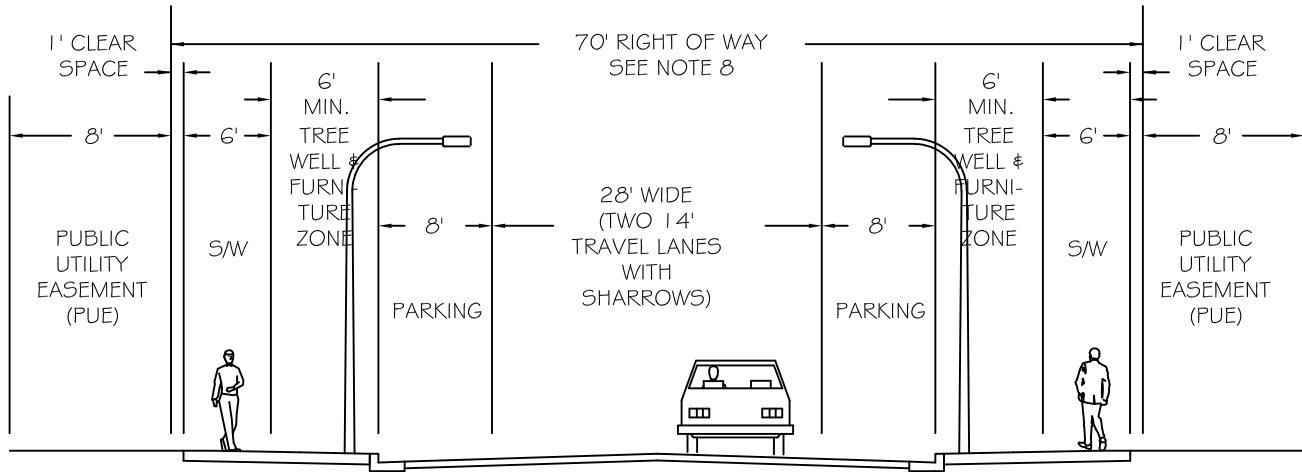 1' CLEAR
SPACE
70' RIGHT OF WAY
SEE NOTE 8
1' CLEAR
SPACE
8'
6'
6'
MIN.
TREE
WELL &
FURNI-
TURE
ZONE
6'
MIN.
TREE
WELL &
FURNI-
TURE
ZONE
6'
8'
PUBLIC
UTILITY
EASEMENT
(PUE)
S/W
8'
PARKING
28' WIDE
(TWO 14'
TRAVEL LANES
WITH
SHARROWS)
8'
PARKING
S/W
PUBLIC
UTILITY
EASEMENT
(PUE)